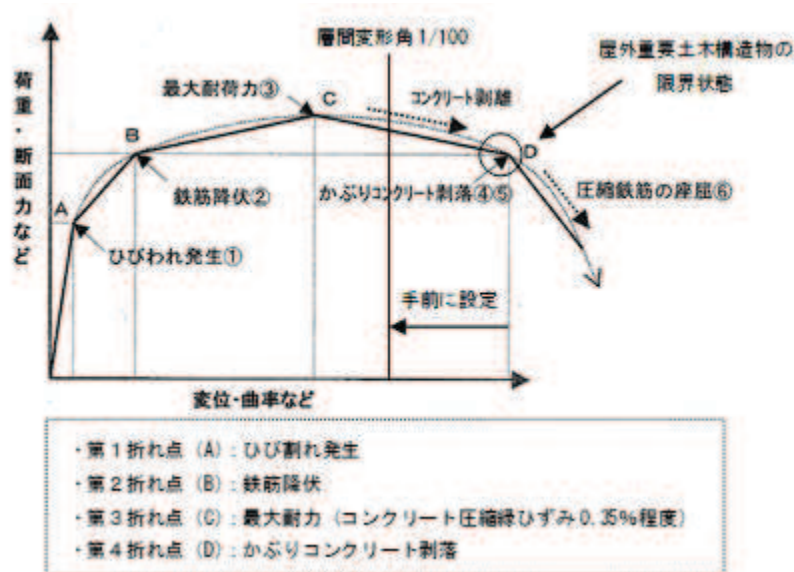 層間変形角1/100
屋外重要土木構造物の
限界状態
荷重・断面力など
最大耐荷力③
C
コンクリート剥離
B
D
鉄筋降伏②
かぶりコンクリート剥落④⑤
圧縮鉄筋の座屈⑥
A
ひびわれ発生①
手前に設定
変位・曲率など
・第1折れ点(A):ひび割れ発生
・第2折れ点(B):鉄筋降伏
・第3折れ点(C):最大耐力(コンクリート圧縮縁ひずみ0.35%程度)
・第4折れ点(D):かぶりコンクリート剥落